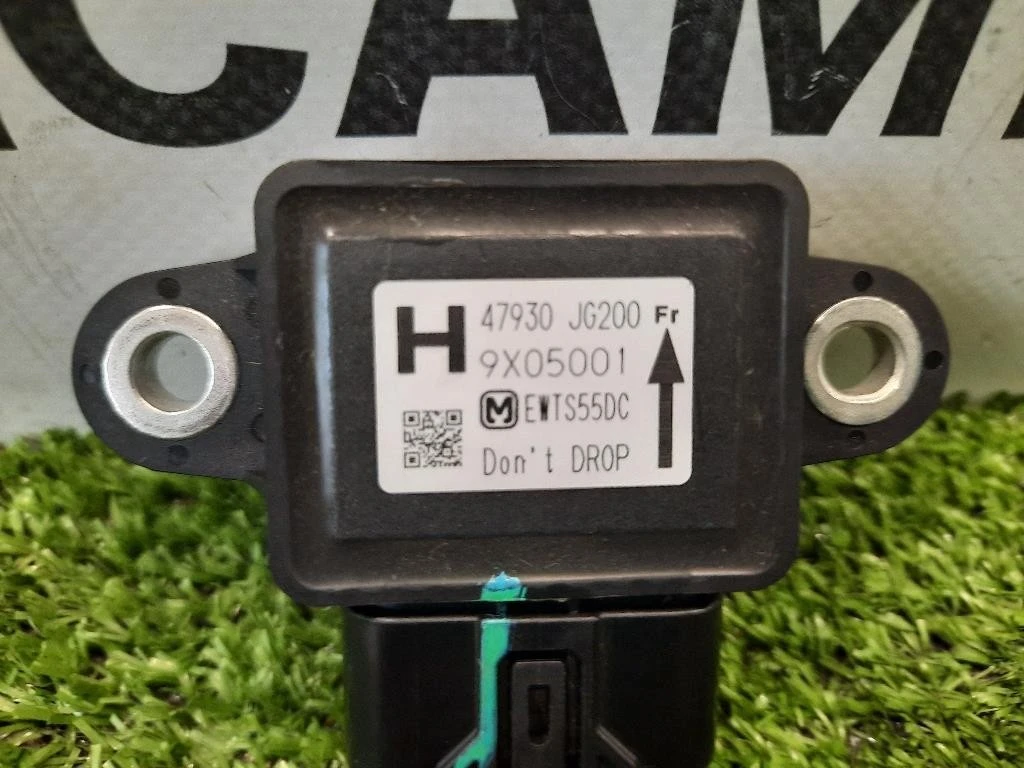 CAM
H
47930 JG200 Fr
9X05001
M EWTS55DC
Don't DROP